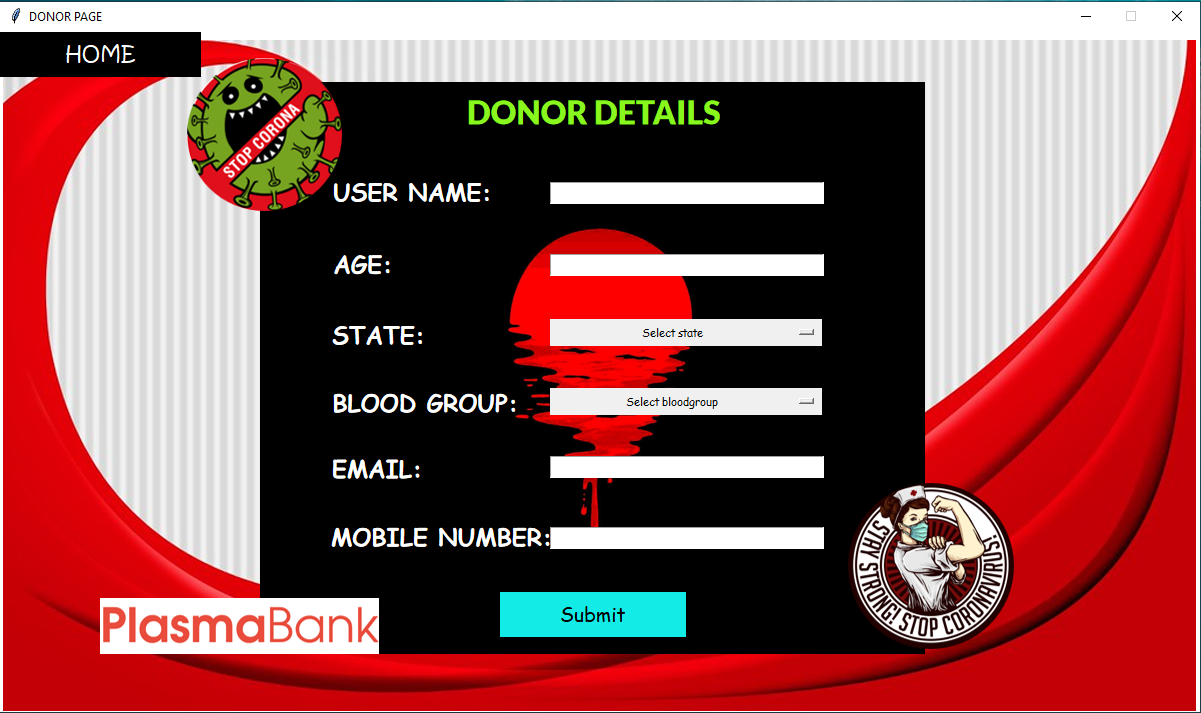 DONOR PAGE
HOME
STOP CORONA
DONOR DETAILS
USER NAME:
AGE:
STATE:
Select state
BLOOD GROUP:
Select bloodgroup
EMAIL:
MOBILE NUMBER:
STAY STRONG! STOP CORONAVIRUS!
PlasmaBank
Submit